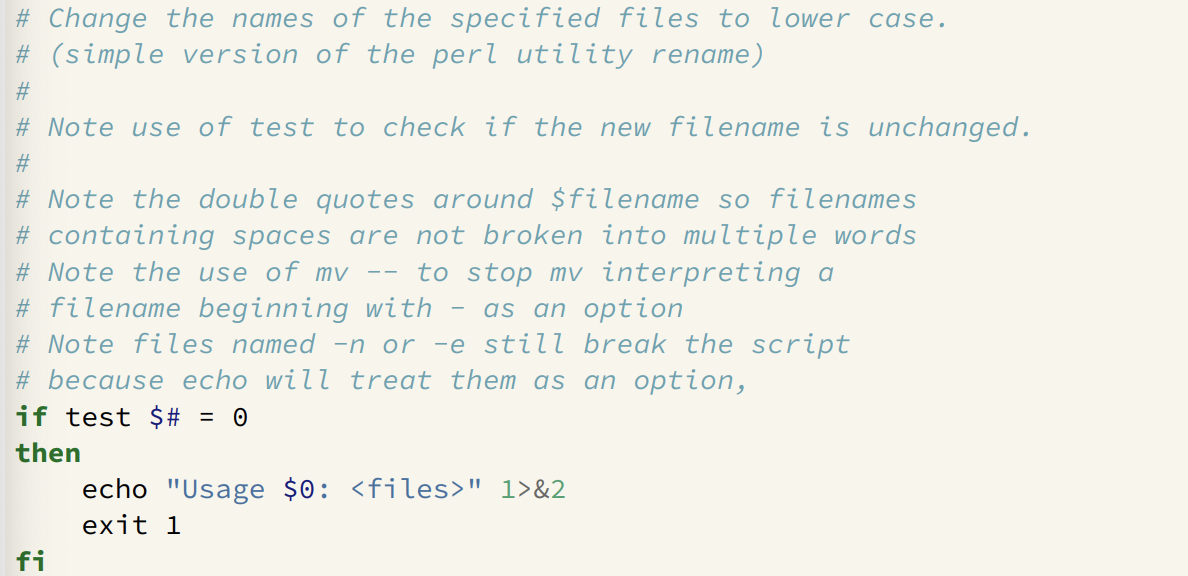 # Change the names of the specified files to lower case.
# (simple version of the perl utility rename)
#
# Note use of test to check if the new filename is unchanged.
#
# Note the double quotes around $filename so filenames
# containing spaces are not broken into multiple words
# Note the use of mv -- to stop mv interpreting a
# filename beginning with - as an option
# Note files named -n or -e still break the script
# because echo will treat them as an option,
if test $# = 0
then
    echo "Usage $0: <files>" 1>&2
    exit 1
fi